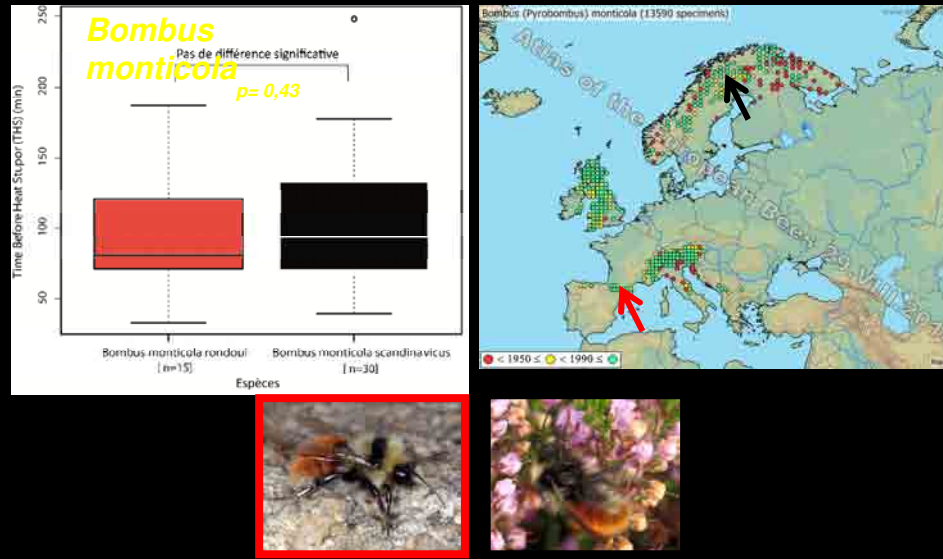 Bombus
monticola
Pas de différence significative
p= 0,43
Time Before Heat Stupor (THS) (min)
250
200
150
100
50
Bombus monticola rondoui
[ n=15]
Bombus monticola scandinavicus
[ n=30]
Espèces
Bombus (Pyrobombus) monticola (13590 specimens)
Atlas of the European Bees
< 1950 ≤ < 1990 ≤